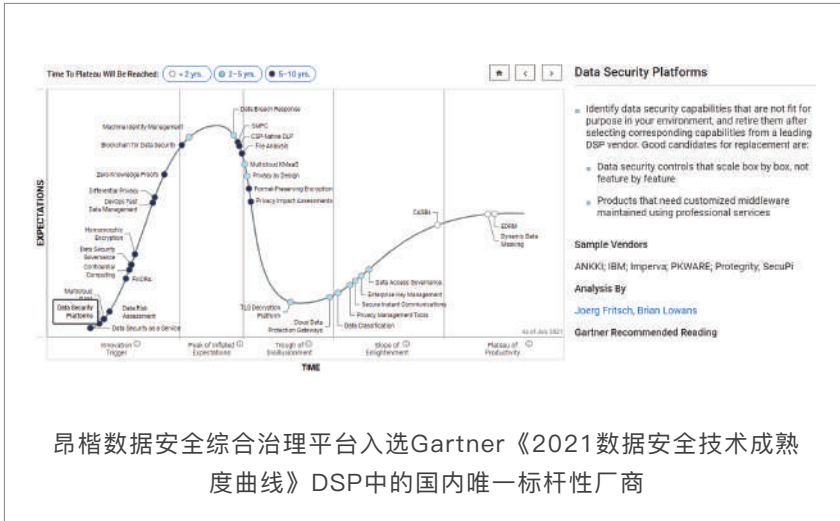 Time To Plateau Will Be Reached: < 2 yrs. 2-5 yrs. 5-10 yrs.
Data Security Platforms
Identify data security capabilities that are not fit for
purpose in your environment, and retire them after
selecting corresponding capabilities from a leading
DSP vendor. Good candidates for replacement are:
Data security controls that scale box by box, not
feature by feature
Products that need customized middleware
maintained using professional services
Sample Vendors
ANKKI; IBM; Imperva; PKWARE; Protegrity; SecuPi
Analysis By
Joerg Fritsch, Brian Lowans
Gartner Recommended Reading
EXPECTATIONS
Data Breach Response
Machine Identity Management
SMPC
CSP-Native DLP
Blockchain for Data Security
File Analysis
Multicloud KMaaS
Zero Knowledge Proofs
Privacy by Design
Differential Privacy
Format-Preserving Encryption
DevOps Test
Data Management
Privacy Impact Assessments
CASBs
EDRM
Homomorphic
Encryption
Dynamic Data
Masking
Data Security
Governance
Confidential
Computing
Data Access Governance
Multicloud
Enterprise Key Management
Secure Instant Communications
Data Security
Platforms
Data Risk
Assessment
TLS Decryption
Platform
Privacy Management Tools
Cloud Data
Protection Gateways
Data Classification
Data Security as a Service
As of July 2021
Innovation
Trigger
Peak of Inflated
Expectations
Trough of
Disillusionment
Slope of
Enlightenment
Plateau of
Productivity
TIME
昂楷数据安全综合治理平台入选Gartner《2021数据安全技术成熟
度曲线》DSP中的国内唯一标杆性厂商